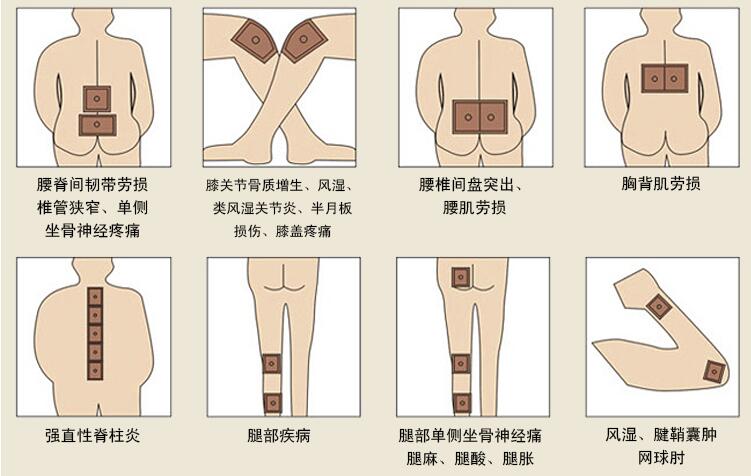 腰脊间韧带劳损
椎管狭窄、单侧
坐骨神经疼痛
膝关节骨质增生、风湿、
类风湿关节炎、半月板
损伤、膝盖疼痛
腰椎间盘突出、
腰肌劳损
胸背肌劳损
强直性脊柱炎
腿部疾病
腿部单侧坐骨神经痛
腿麻、腿酸、腿胀
风湿、腱鞘囊肿
网球肘